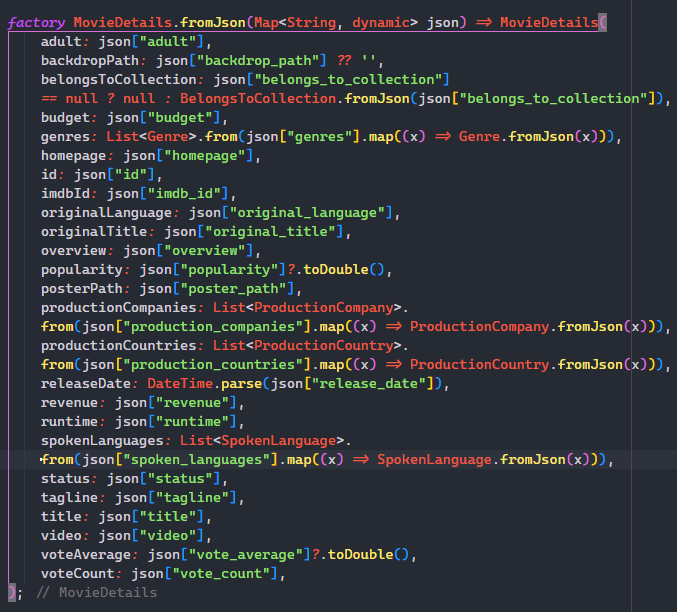 factory MovieDetails.fromJson(Map<String, dynamic> json) => MovieDetails(
adult: json["adult"],
backdropPath: json["backdrop_path"] ?? '',
belongsToCollection: json["belongs_to_collection"]
== null ? null : BelongsToCollection.fromJson(json["belongs_to_collection"]),
budget: json["budget"],
genres: List<Genre>.from(json["genres"].map((x) => Genre.fromJson(x))),
homepage: json["homepage"],
id: json["id"],
imdbId: json["imdb_id"],
originalLanguage: json["original_language"],
originalTitle: json["original_title"],
overview: json["overview"],
popularity: json["popularity"]?.toDouble(),
posterPath: json["poster_path"],
productionCompanies: List<ProductionCompany>.
from(json["production_companies"].map((x) => ProductionCompany.fromJson(x))),
productionCountries: List<ProductionCountry>.
from(json["production_countries"].map((x) => ProductionCountry.fromJson(x))),
releaseDate: DateTime.parse(json["release_date"]),
revenue: json["revenue"],
runtime: json["runtime"],
spokenLanguages: List<SpokenLanguage>.
from(json["spoken_languages"].map((x) => SpokenLanguage.fromJson(x))),
status: json["status"],
tagline: json["tagline"],
title: json["title"],
video: json["video"],
voteAverage: json["vote_average"]?.toDouble(),
voteCount: json["vote_count"],
); // MovieDetails